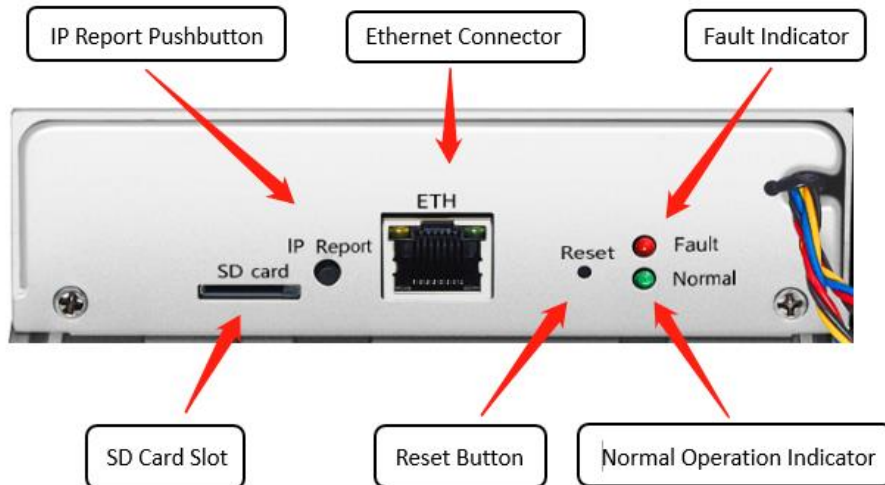 IP Report Pushbutton
Ethernet Connector
Fault Indicator
ETH
IP Report
Reset
Fault
SD card
Normal
SD Card Slot
Reset Button
Normal Operation Indicator